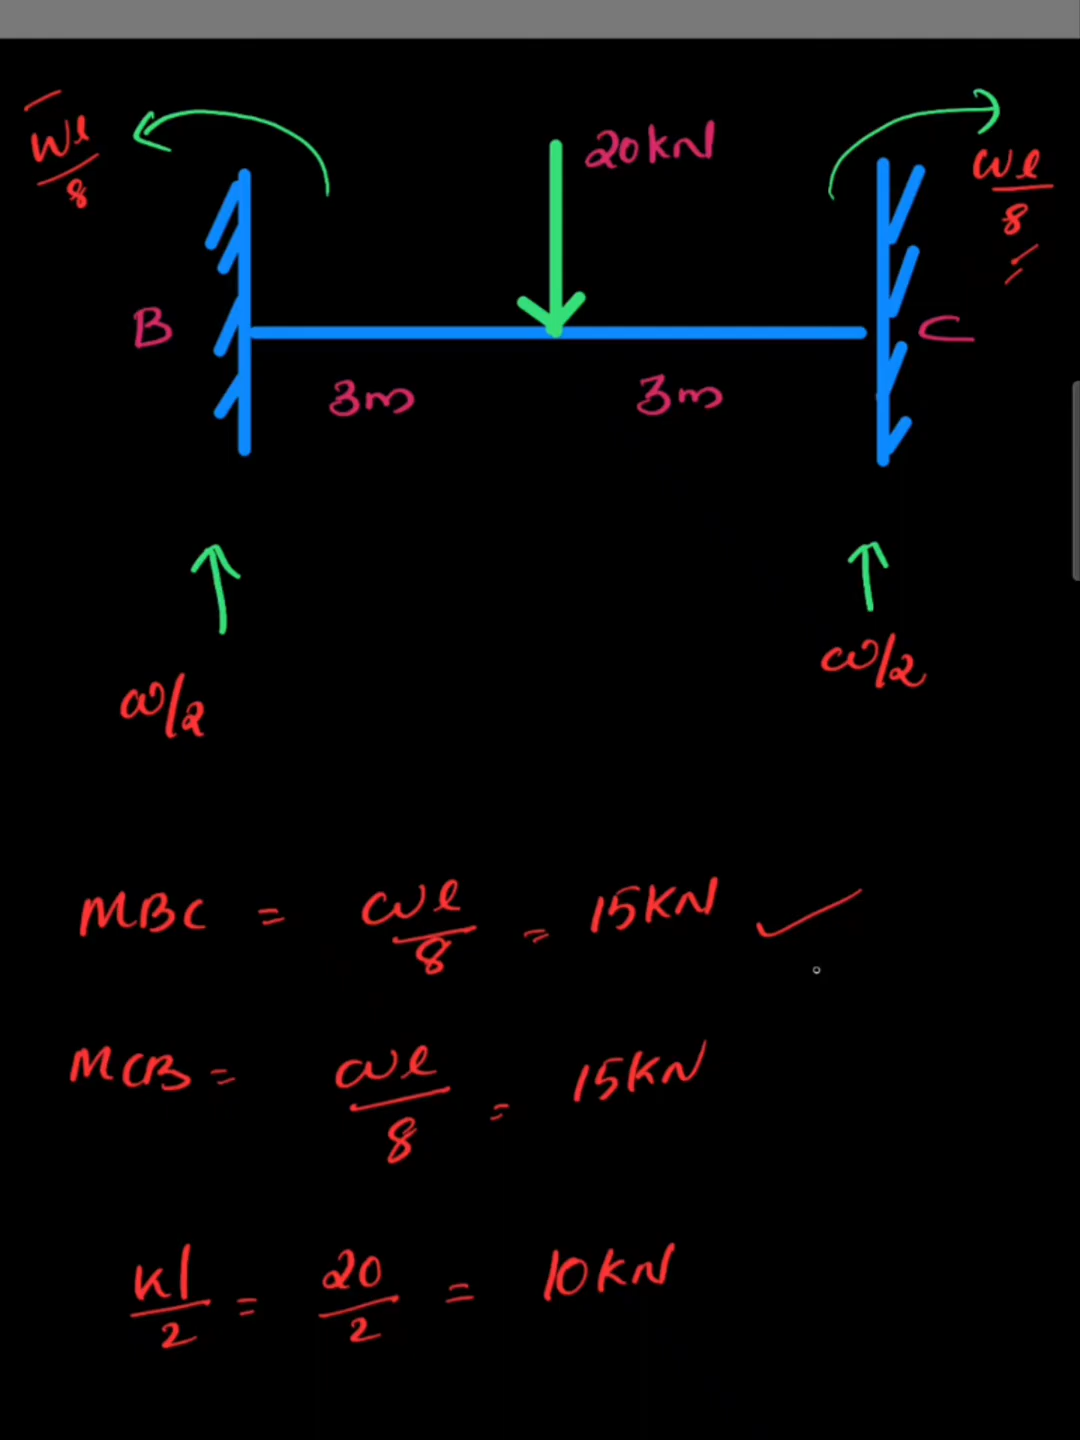 wl/8
20kN
wl/8
B
C
3m
3m
w/2
w/2
MBC = wl/8 = 15KN
MCB = wl/8 = 15KN
Kl/2 = 20/2 = 10KN